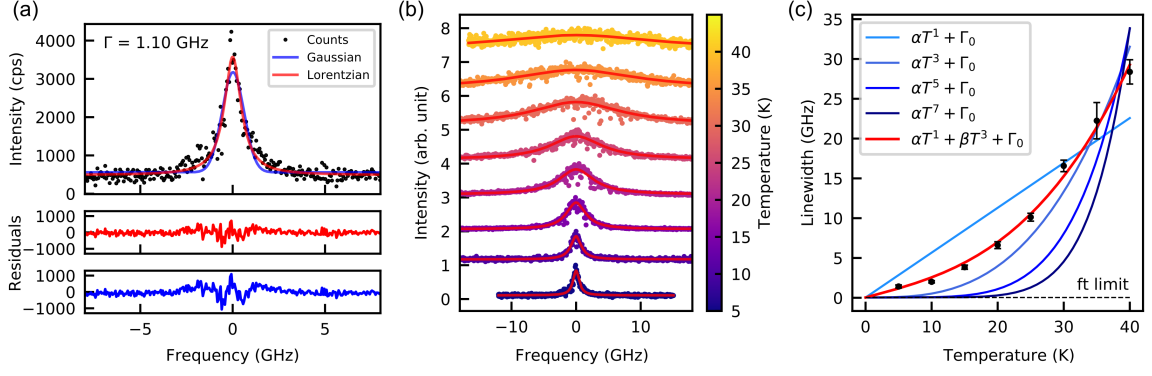 (a)
Γ = 1.10 GHz
Counts
Gaussian
Lorentzian
Intensity (cps)
4000
3000
2000
1000
0
Residuals
1000
0
−1000
1000
0
−1000
−5
0
5
Frequency (GHz)
(b)
Intensity (arb. unit)
8
7
6
5
4
3
2
1
0
−10
0
10
Frequency (GHz)
Temperature (K)
40
35
30
25
20
15
10
5
(c)
αT¹ + Γ₀
αT³ + Γ₀
αT⁵ + Γ₀
αT⁷ + Γ₀
αT¹ + βT³ + Γ₀
ft limit
Linewidth (GHz)
35
30
25
20
15
10
5
0
0
10
20
30
40
Temperature (K)